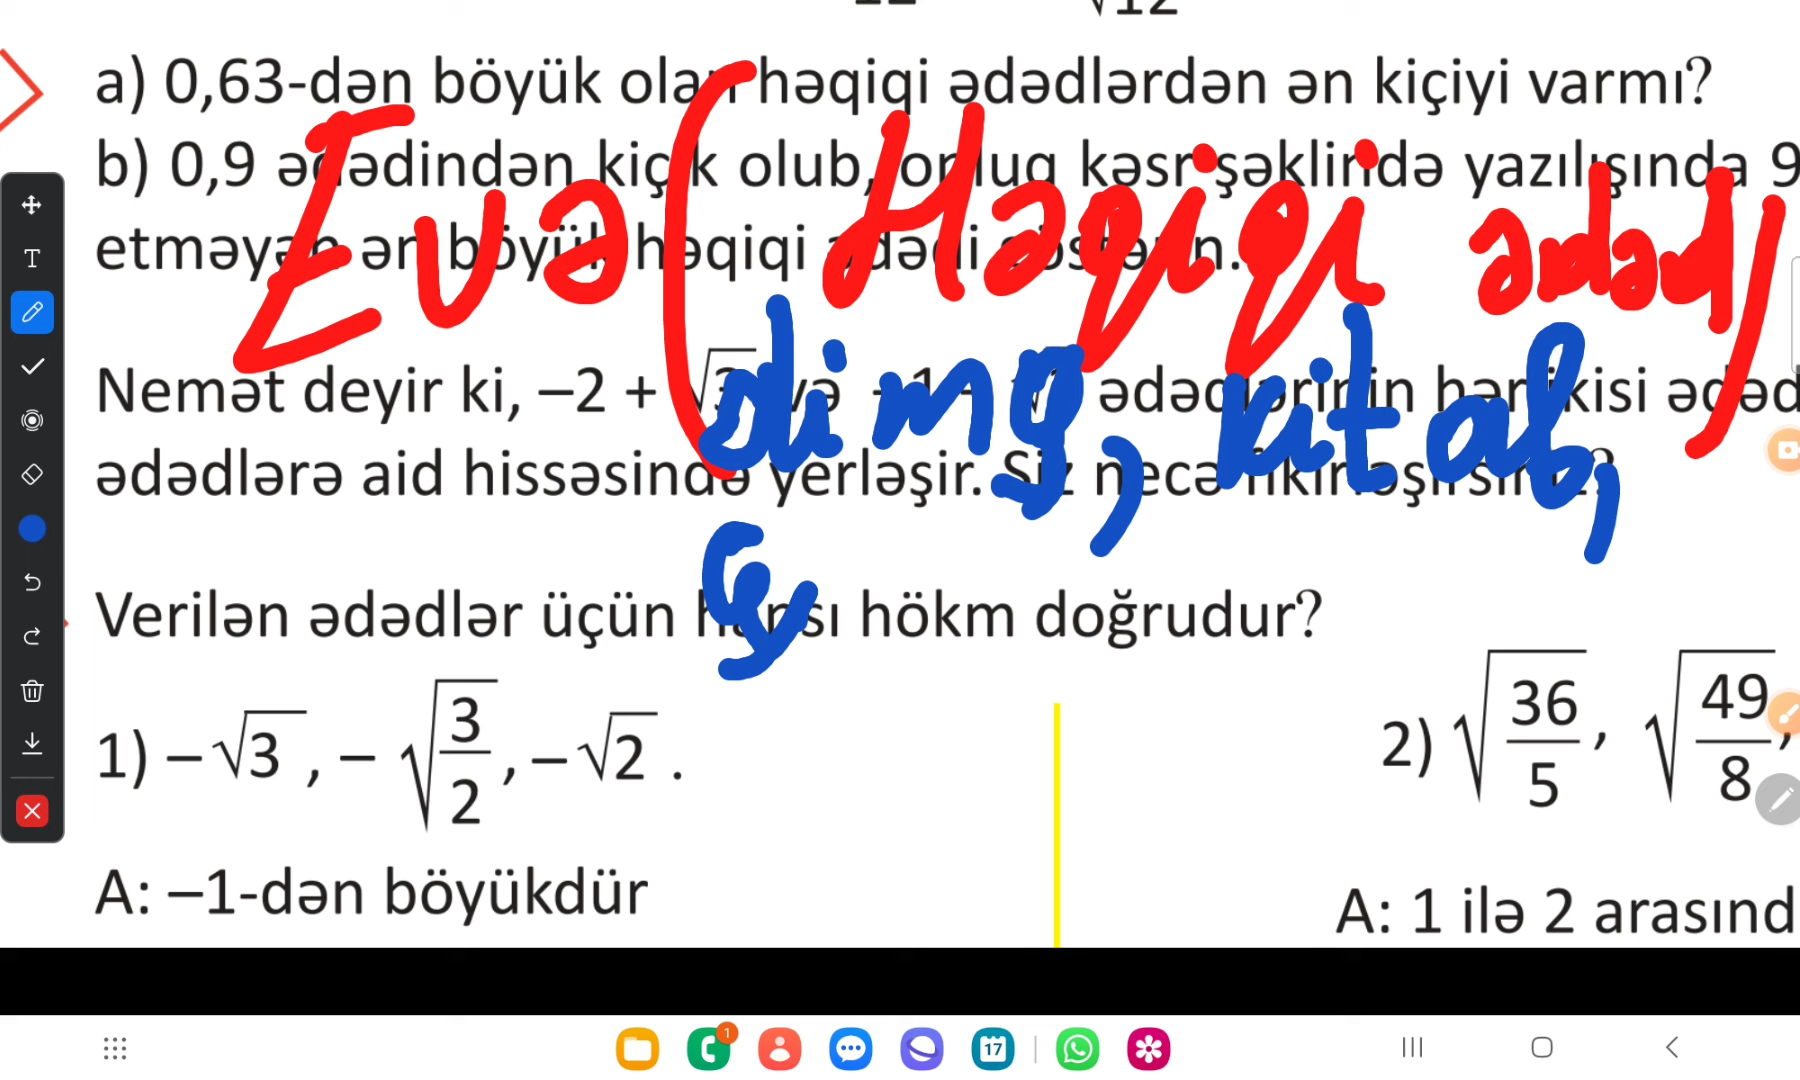 a) 0,63-dən böyük olan həqiqi ədədlərdən ən kiçiyi varmı?
b) 0,9 ədədindən kiçik olub, onluq kəsr şəklində yazılışında 9
etməyən ən böyük həqiqi ədədi göstərin.
Evə (Həqiqi ədəd)
Nemət deyir ki, –2 + √3 və ədədlərinin hər ikisi ədəd
dim, kitab,
ədədlərə aid hissəsində yerləşir. Siz necə fikirləşirsiniz?
Verilən ədədlər üçün hansı hökm doğrudur?
1) –√3 , –√(3/2) , –√2 .
2) √(36/5) , √(49/8) ,
A: –1-dən böyükdür
A: 1 ilə 2 arasınd
T
1
17